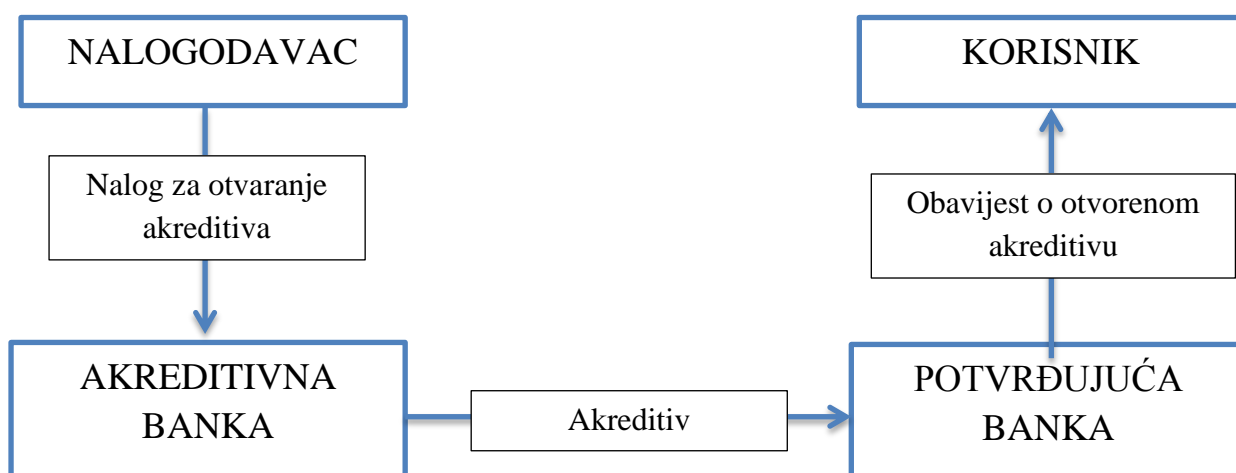 NALOGODAVAC
KORISNIK
Nalog za otvaranje
akreditiva
Obavijest o otvorenom
akreditivu
AKREDITIVNA
BANKA
Akreditiv
POTVRĐUJUĆA
BANKA